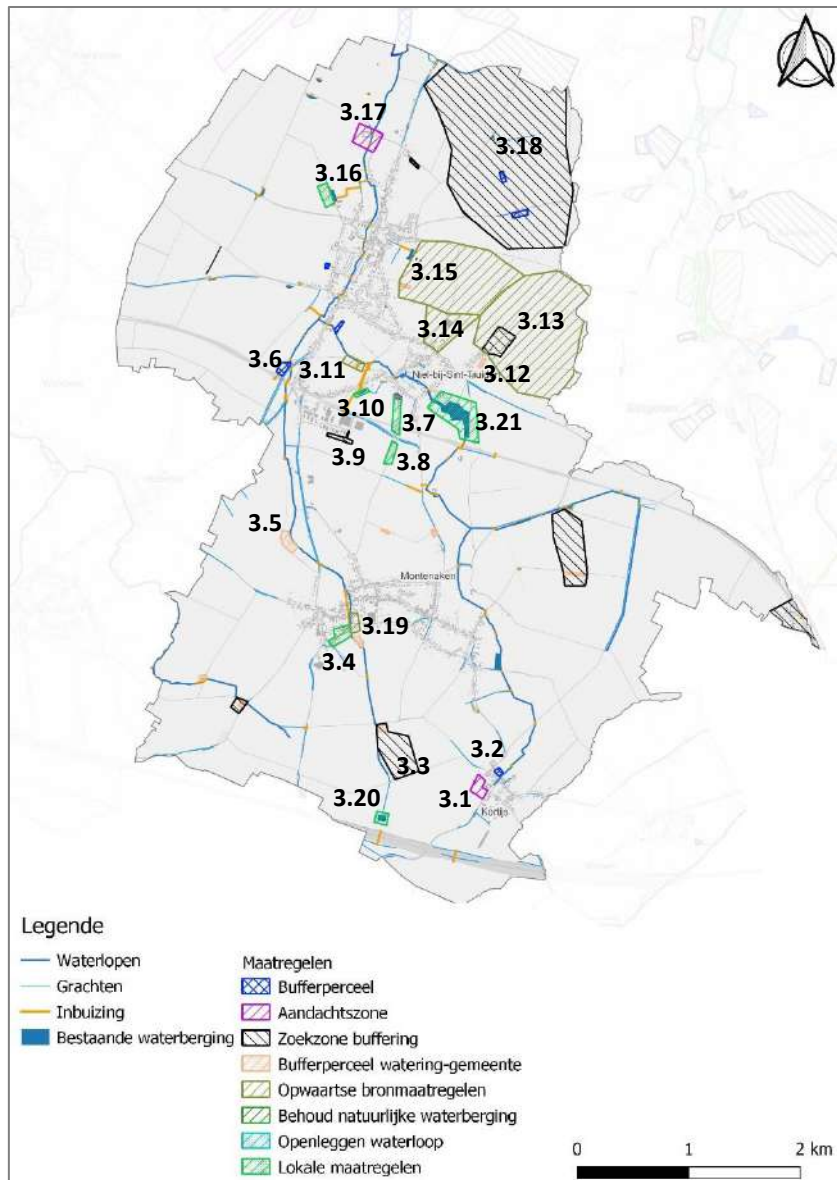 3.17
3.16
3.18
3.15
3.14
3.13
3.6
3.11
3.12
3.10
3.7
3.21
3.9
3.8
3.5
Montenaken
3.19
3.4
3.2
3.3
3.1
Kortijs
3.20
Legende
Waterlopen
Grachten
Inbuizing
Bestaande waterberging
Maatregelen
Bufferperceel
Aandachtszone
Zoekzone buffering
Bufferperceel watering-gemeente
Opwaartse bronmaatregelen
Behoud natuurlijke waterberging
Openleggen waterloop
Lokale maatregelen
0 1 2 km